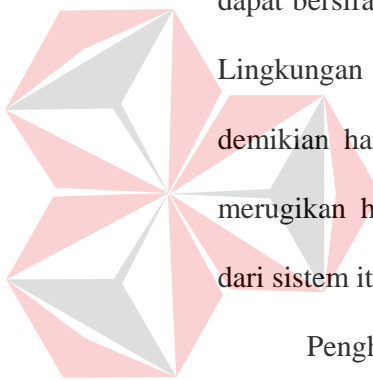 dapat bersifa
Lingkungan
demikian ha
merugikan h
dari sistem it
Pengh